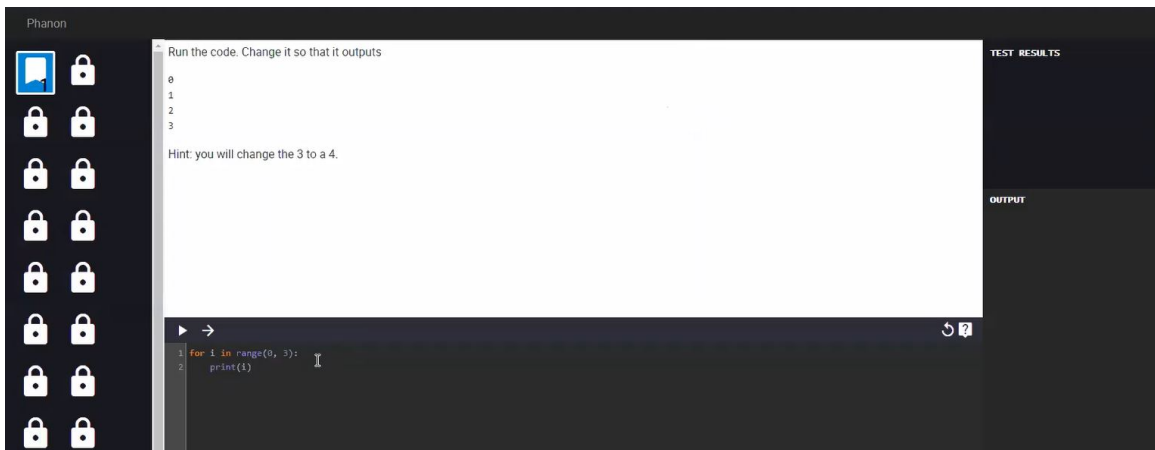 Phanon
1
Run the code. Change it so that it outputs
0
1
2
3
Hint: you will change the 3 to a 4.
TEST RESULTS
OUTPUT
?
1 for i in range(0, 3):
2     print(i)